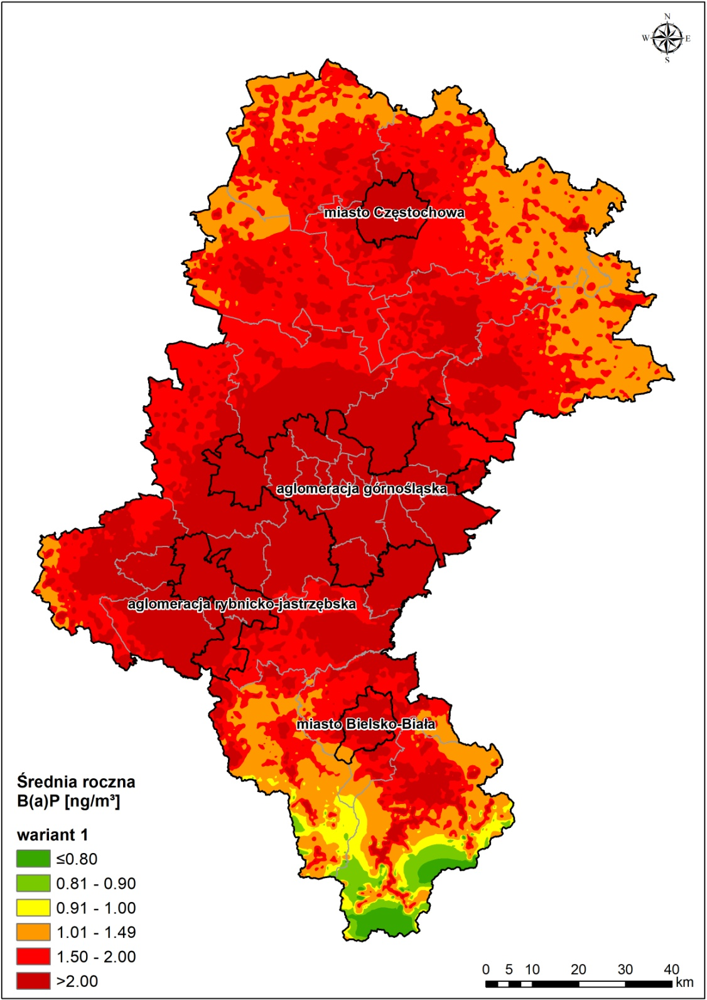 N
W E
S
miasto Częstochowa
aglomeracja górnośląska
aglomeracja rybnicko-jastrzębska
miasto Bielsko-Biała
Średnia roczna
B(a)P [ng/m³]
wariant 1
≤0.80
0.81 - 0.90
0.91 - 1.00
1.01 - 1.49
1.50 - 2.00
>2.00
0 5 10 20 30 40
km